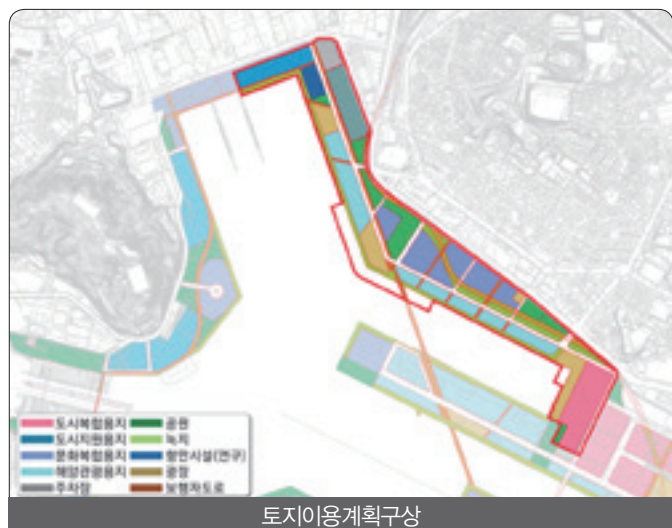 도시복합용지 공원
도시지원용지 녹지
문화복합용지 항만시설(연구)
해양관광용지 광장
주차장 보행자도로
토지이용계획구상